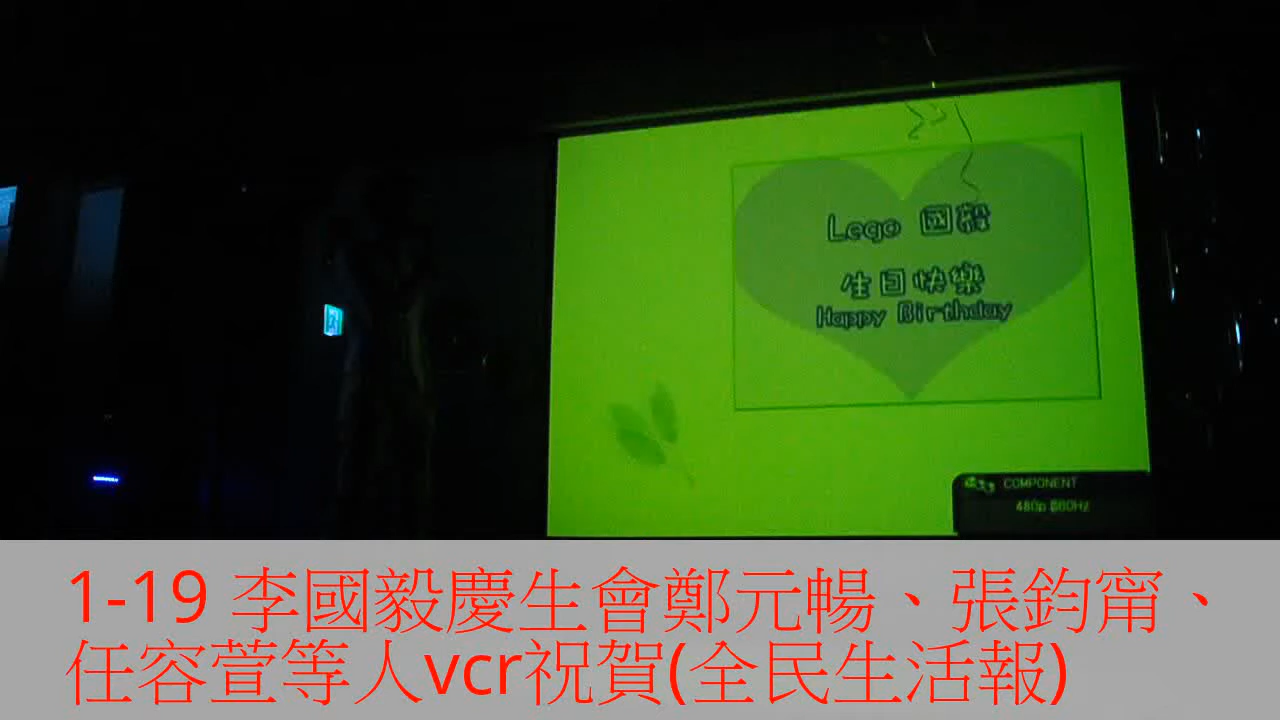 Lego 國毅
生日快樂
Happy Birthday
COMPONENT
480p @60Hz
1-19 李國毅慶生會鄭元暢、張鈞甯、
任容萱等人vcr祝賀(全民生活報)